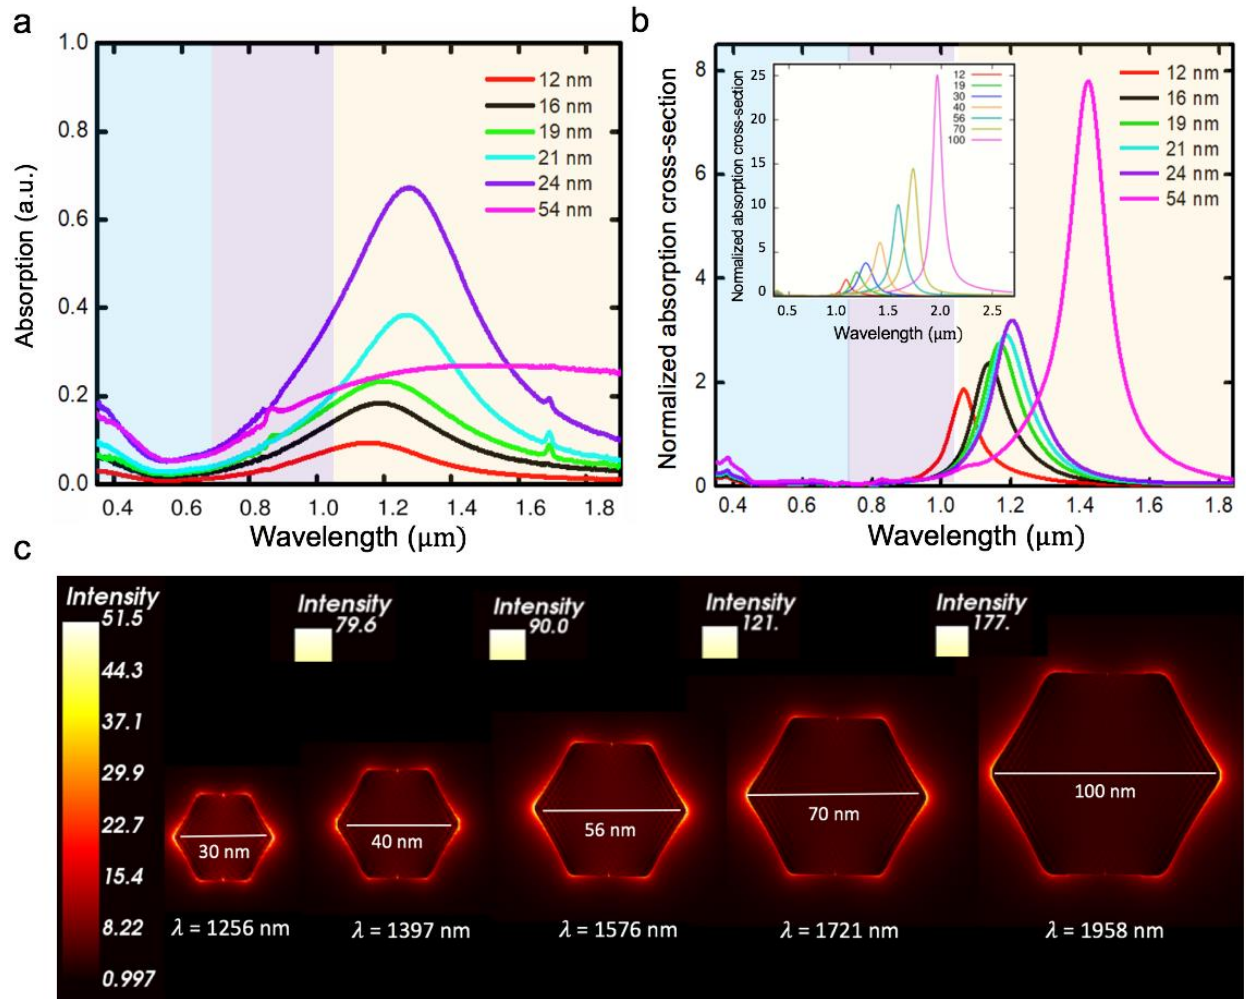 a
Absorption (a.u.)
1.0
0.8
0.6
0.4
0.2
0.0
12 nm
16 nm
19 nm
21 nm
24 nm
54 nm
0.4 0.6 0.8 1.0 1.2 1.4 1.6 1.8
Wavelength (μm)
b
Normalized absorption cross-section
8
6
4
2
0
12 nm
16 nm
19 nm
21 nm
24 nm
54 nm
Normalized absorption cross-section
25
20
15
10
5
0
12
19
30
40
56
70
100
0.5 1.0 1.5 2.0 2.5
Wavelength (μm)
0.4 0.6 0.8 1.0 1.2 1.4 1.6 1.8
Wavelength (μm)
c
Intensity
51.5
44.3
37.1
29.9
22.7
15.4
8.22
0.997
Intensity
79.6
Intensity
90.0
Intensity
121.
Intensity
177.
30 nm
40 nm
56 nm
70 nm
100 nm
λ = 1256 nm
λ = 1397 nm
λ = 1576 nm
λ = 1721 nm
λ = 1958 nm